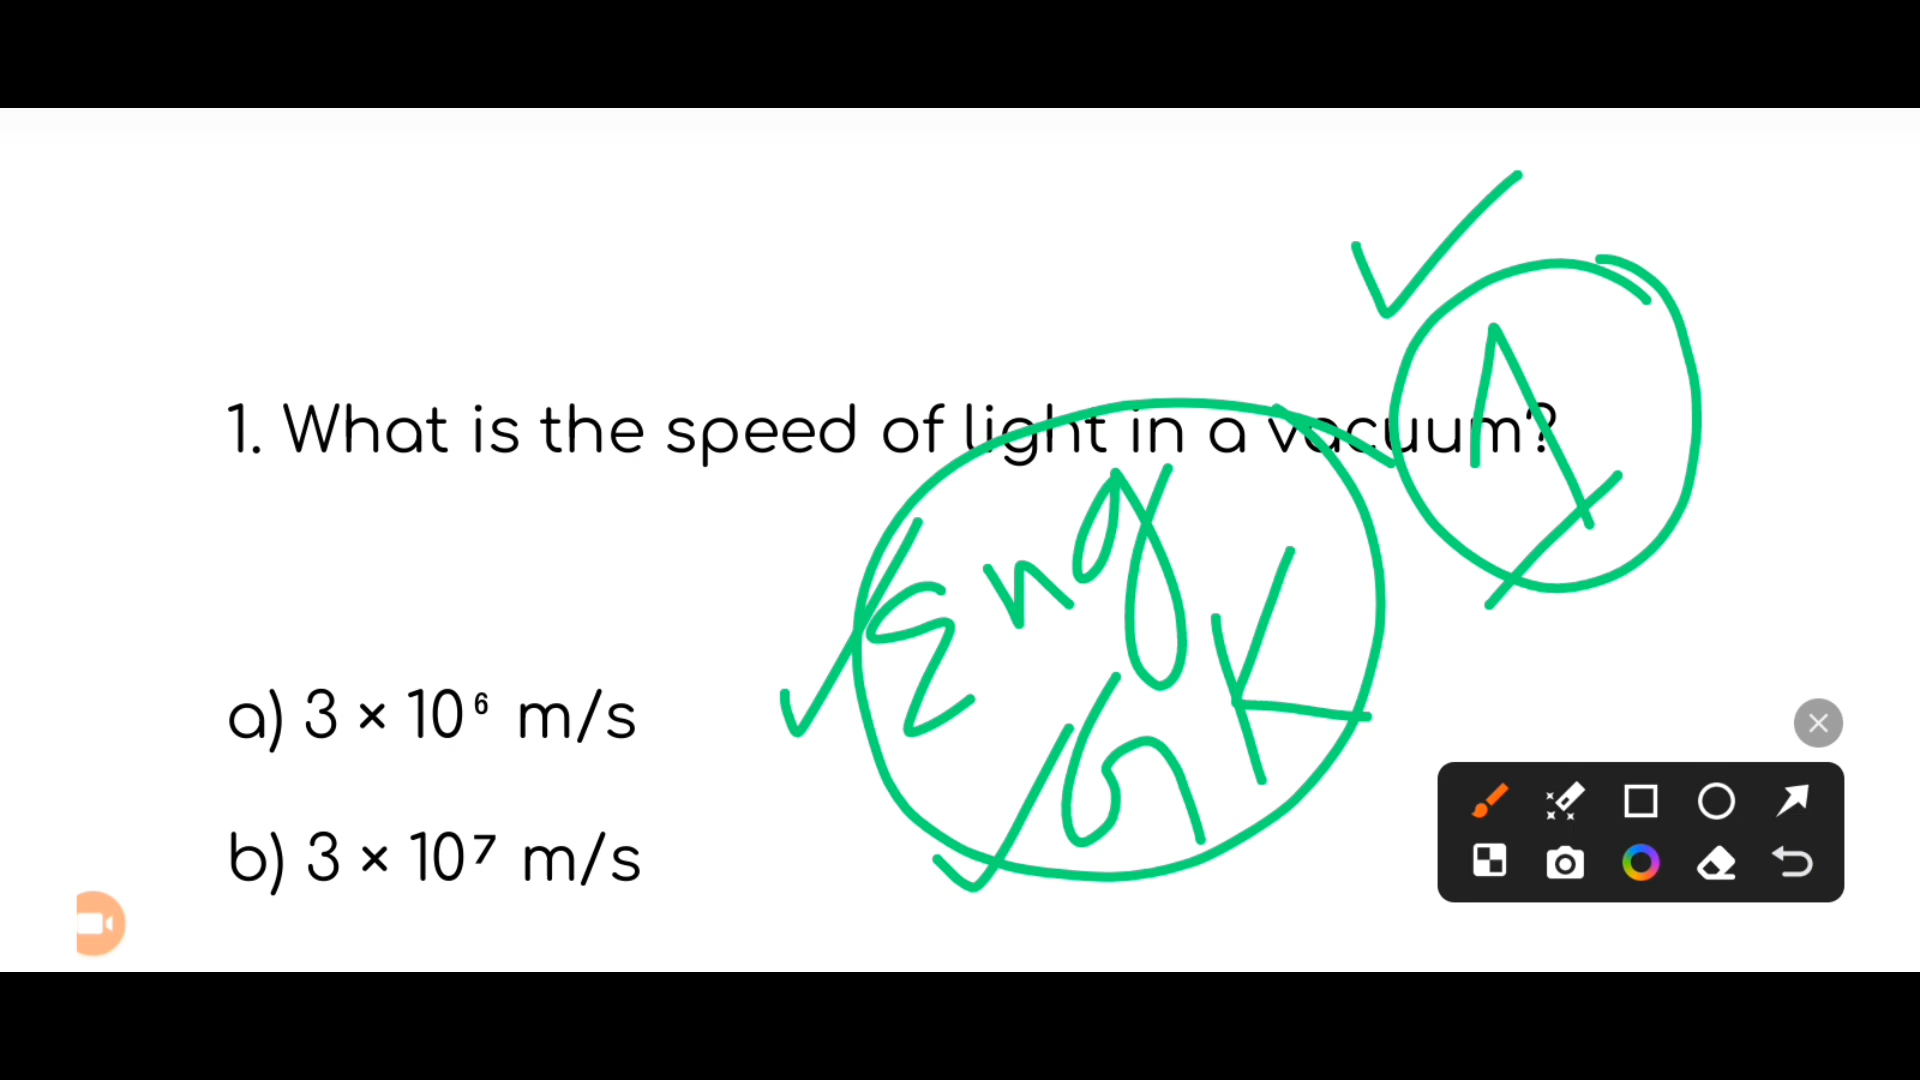 1. What is the speed of light in a vacuum?
Eng
K
a) 3 × 10⁶ m/s
b) 3 × 10⁷ m/s